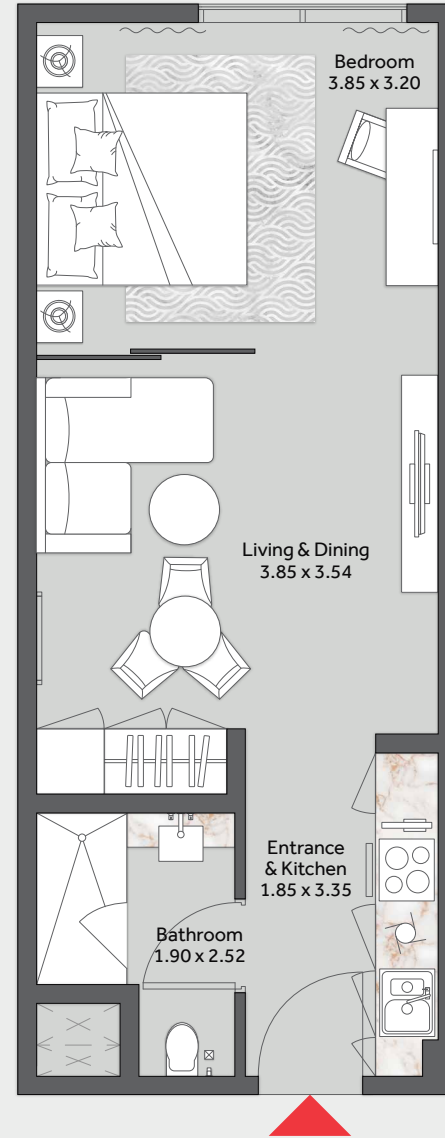 Bedroom
3.85 x 3.20
Living & Dining
3.85 x 3.54
Entrance
& Kitchen
1.85 x 3.35
Bathroom
1.90 x 2.52